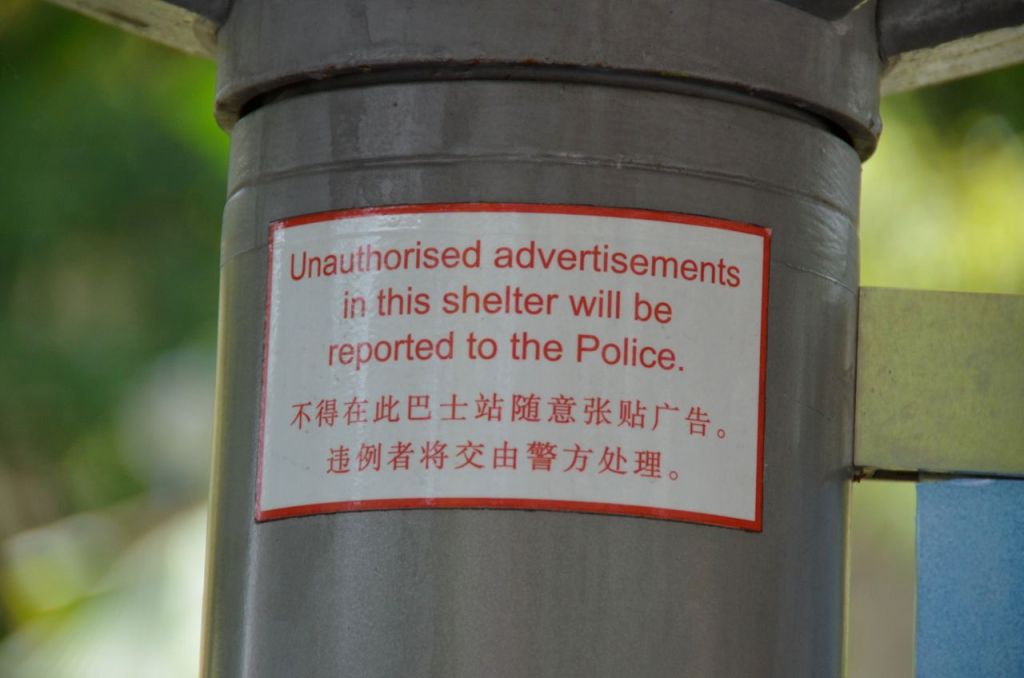 Unauthorised advertisements
in this shelter will be
reported to the Police.
不得在此巴士站随意张贴广告。
违例者将交由警方处理。